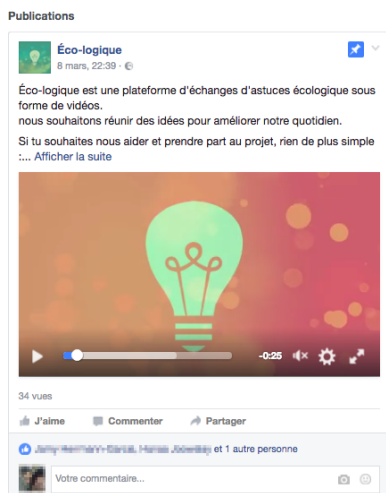 Publications
Éco-logique
8 mars, 22:39 ·
Éco-logique est une plateforme d'échanges d'astuces écologique sous
forme de vidéos.
nous souhaitons réunir des idées pour améliorer notre quotidien.
Si tu souhaites nous aider et prendre part au projet, rien de plus simple
:... Afficher la suite
-0:25
34 vues
J'aime Commenter Partager
et 1 autre personne
Votre commentaire...